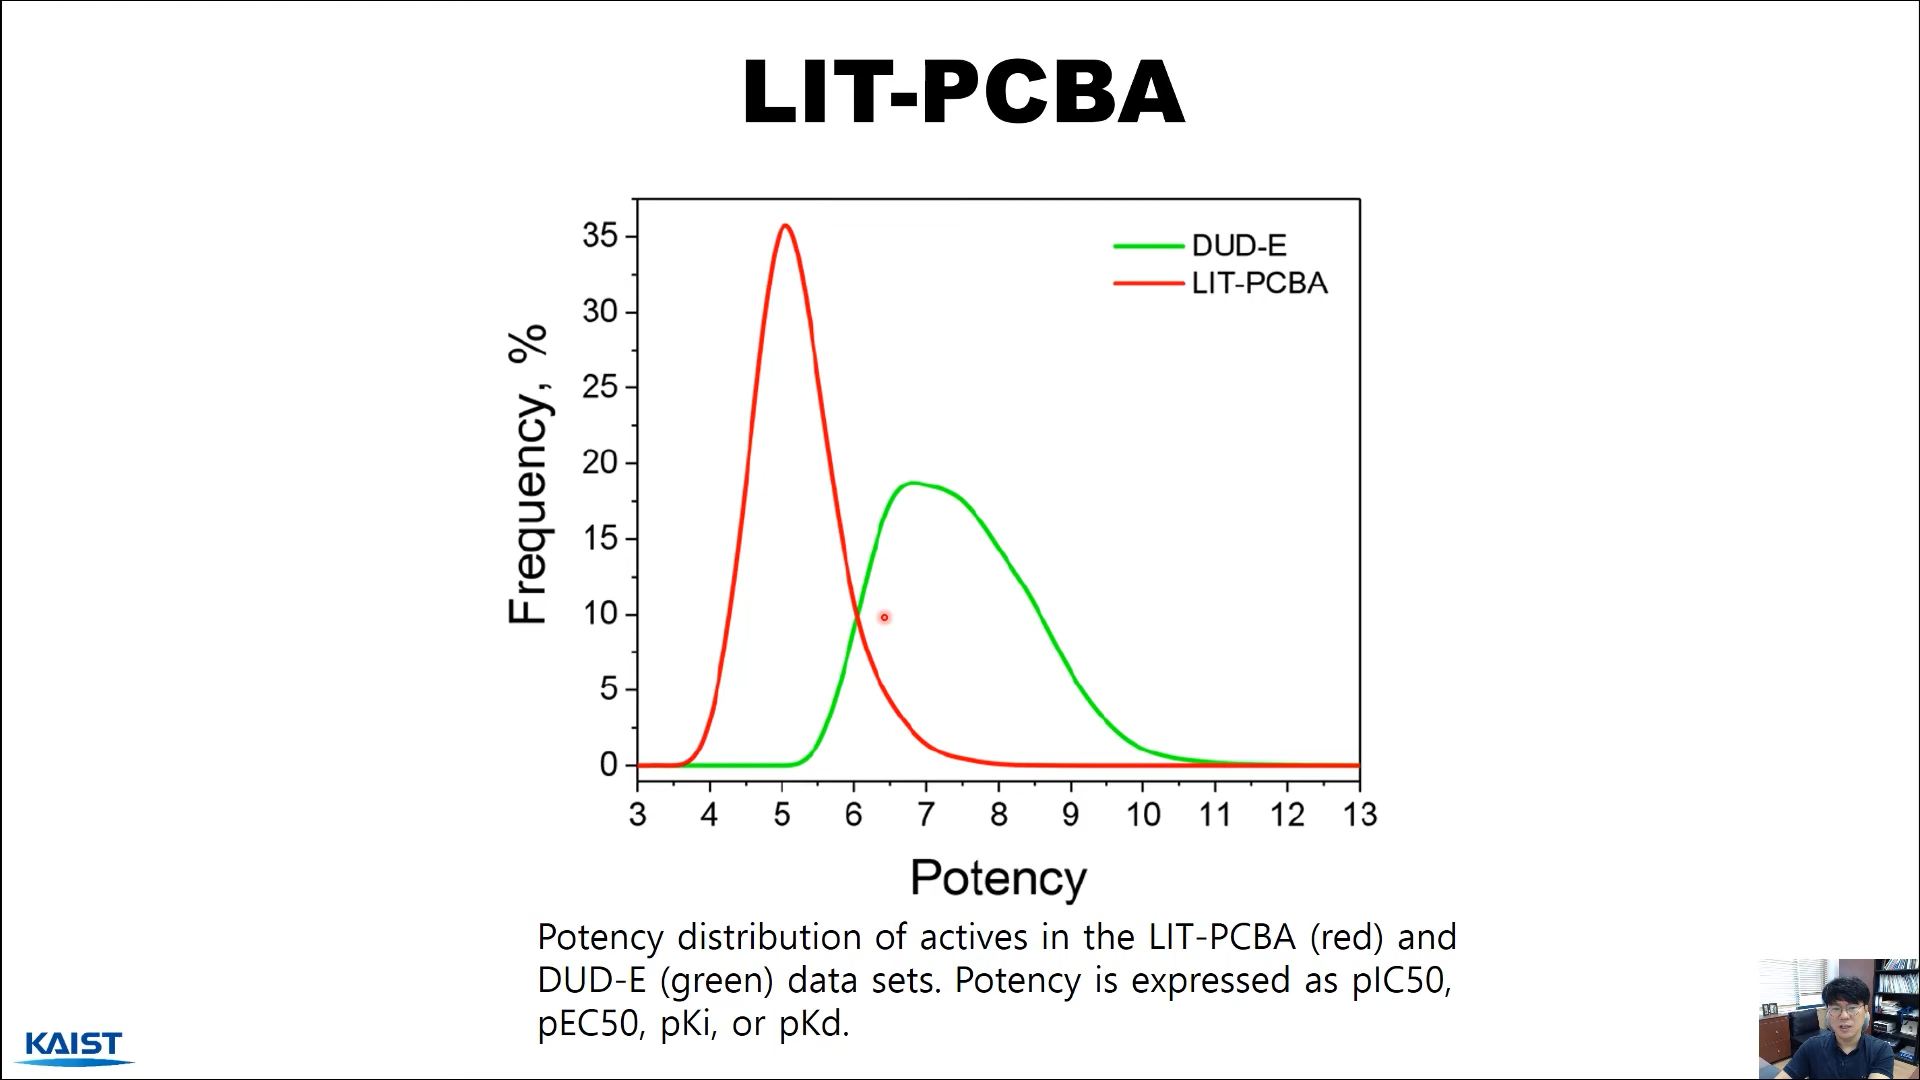 LIT-PCBA
DUD-E
LIT-PCBA
Frequency, %
35
30
25
20
15
10
5
0
3 4 5 6 7 8 9 10 11 12 13
Potency
Potency distribution of actives in the LIT-PCBA (red) and
DUD-E (green) data sets. Potency is expressed as pIC50,
pEC50, pKi, or pKd.
KAIST